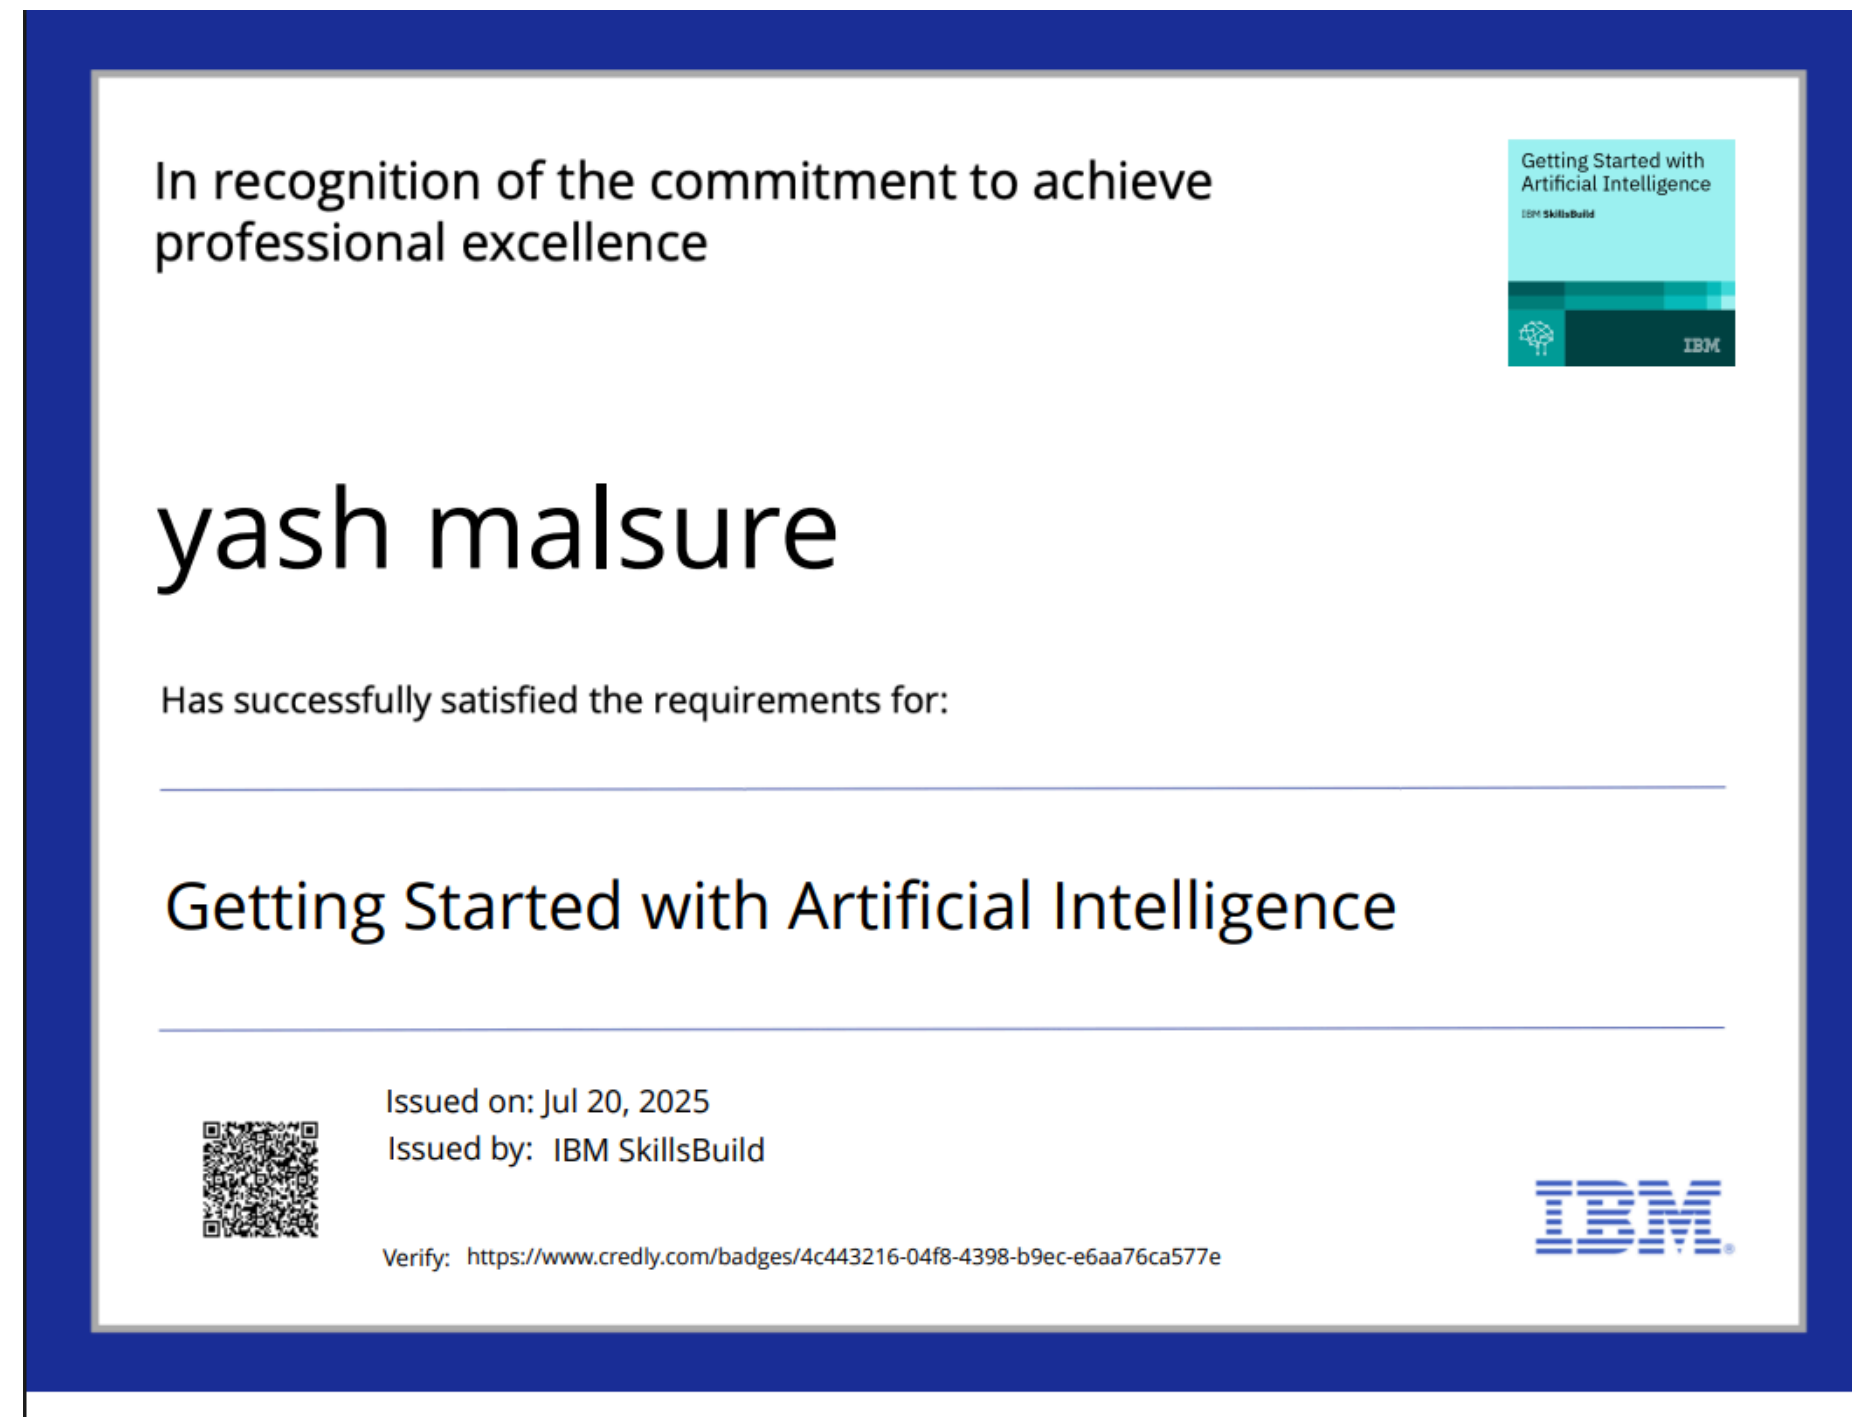 In recognition of the commitment to achieve
professional excellence
Getting Started with
Artificial Intelligence
IBM SkillsBuild
IBM
yash malsure
Has successfully satisfied the requirements for:
Getting Started with Artificial Intelligence
Issued on: Jul 20, 2025
Issued by: IBM SkillsBuild
Verify: https://www.credly.com/badges/4c443216-04f8-4398-b9ec-e6aa76ca577e
IBM®